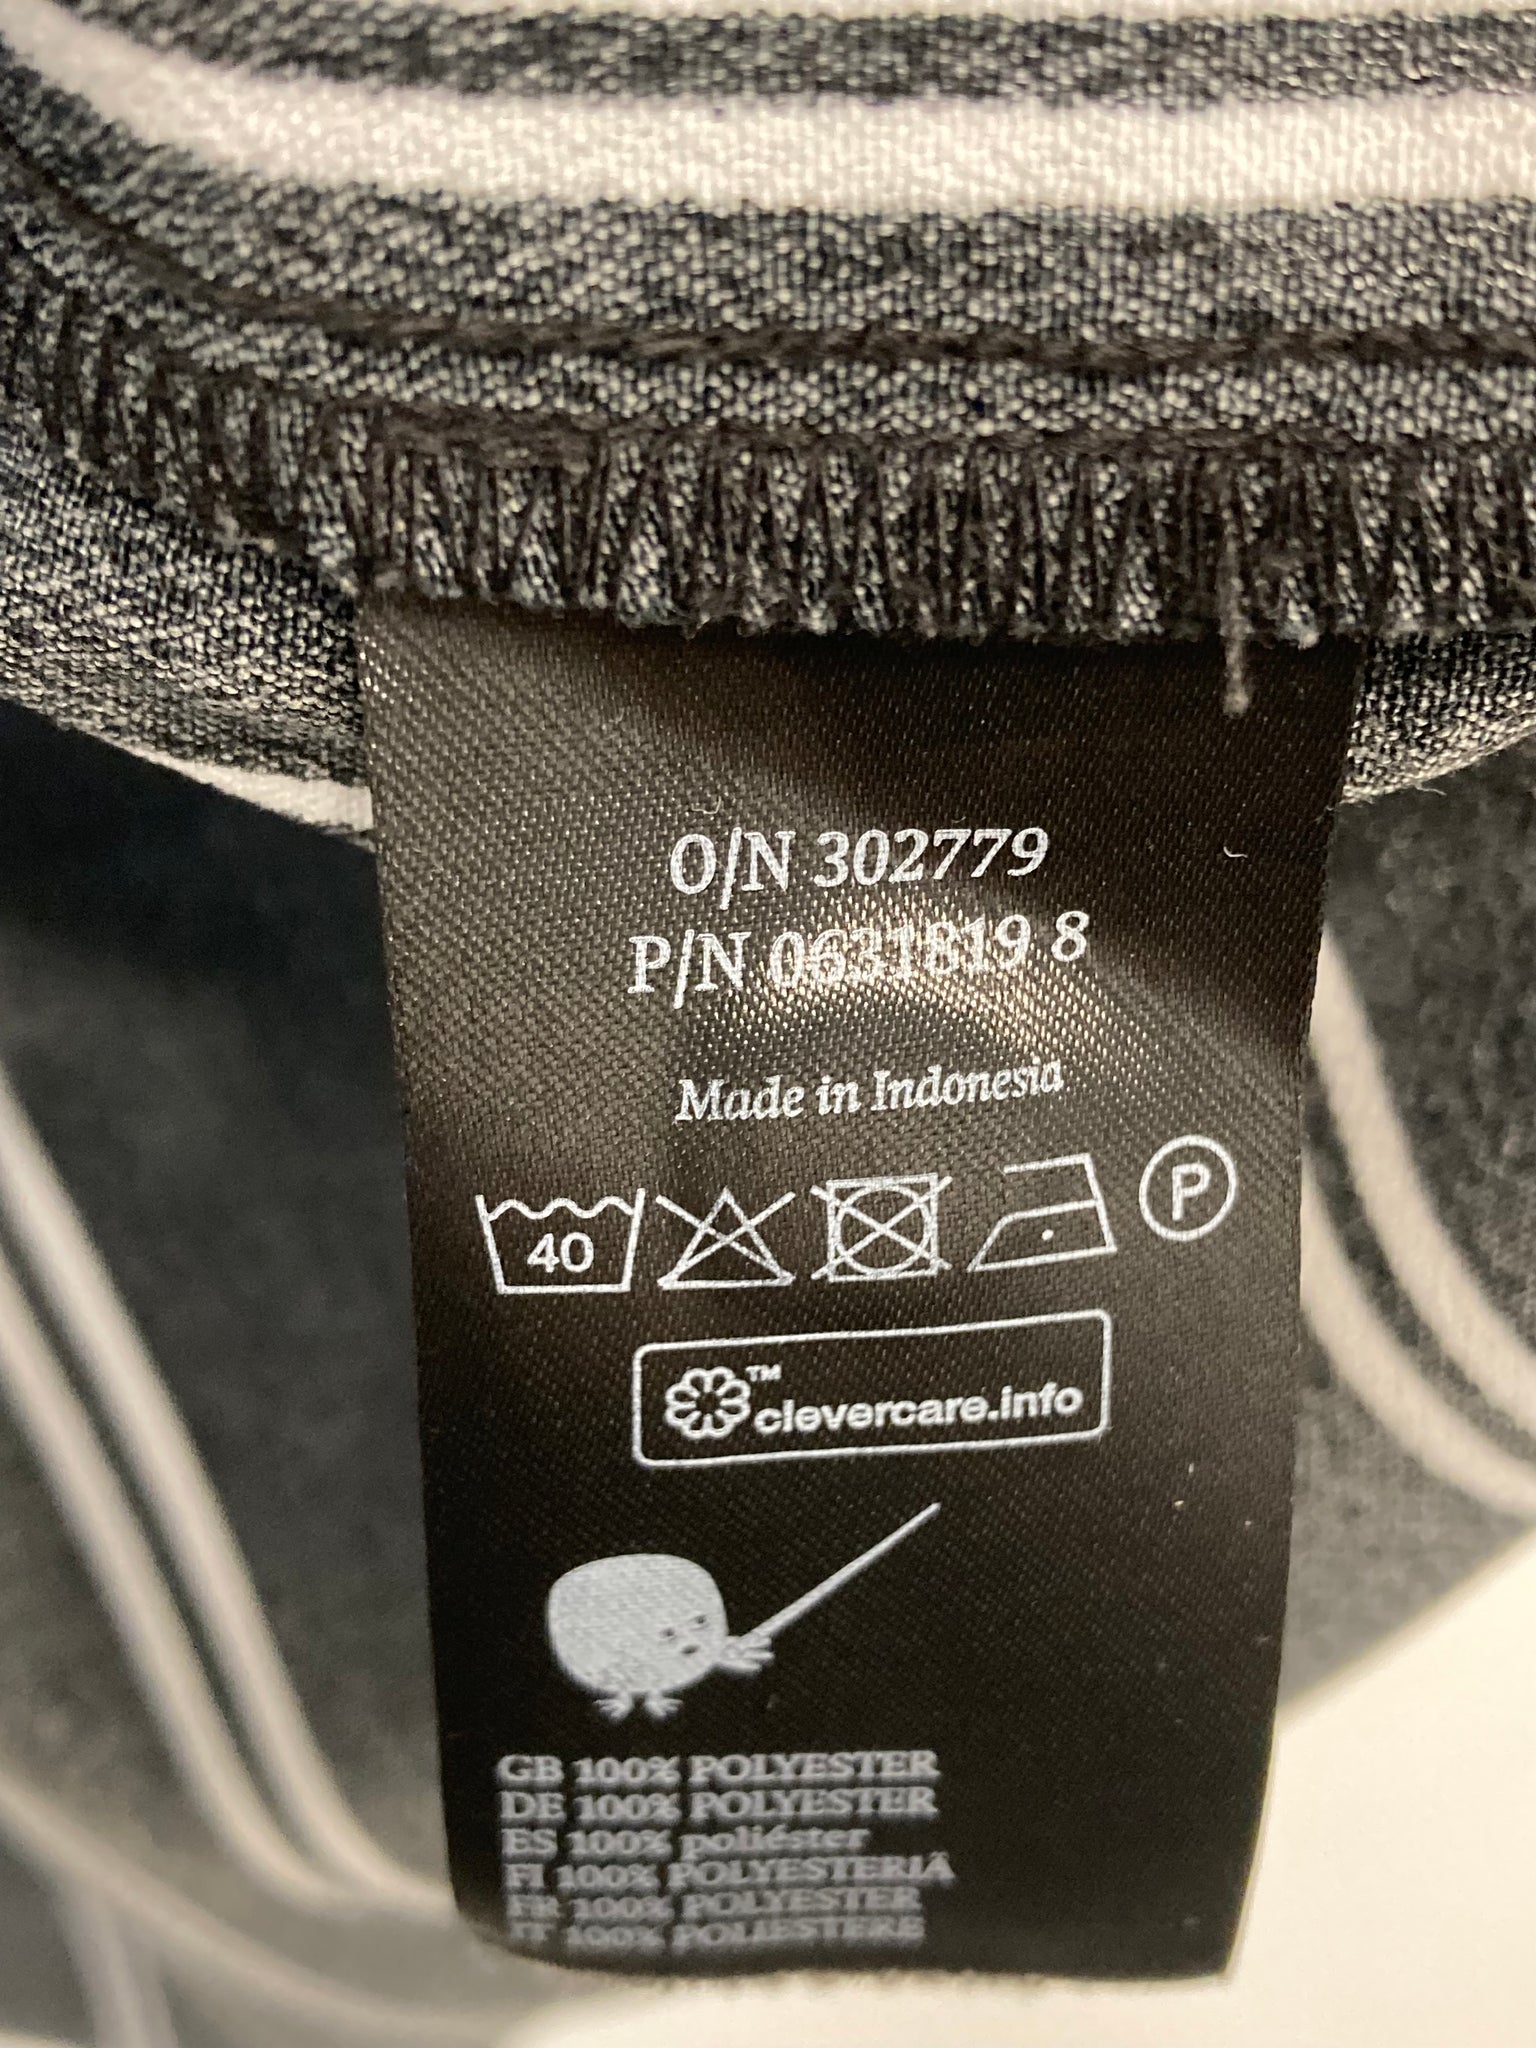 O/N 302779
P/N 0631819 8
Made in Indonesia
40
P
™
clevercare.info
GB 100% POLYESTER
DE 100% POLYESTER
ES 100% poliéster
FI 100% POLYESTERIÄ
FR 100% POLYESTER
IT 100% POLIESTERE